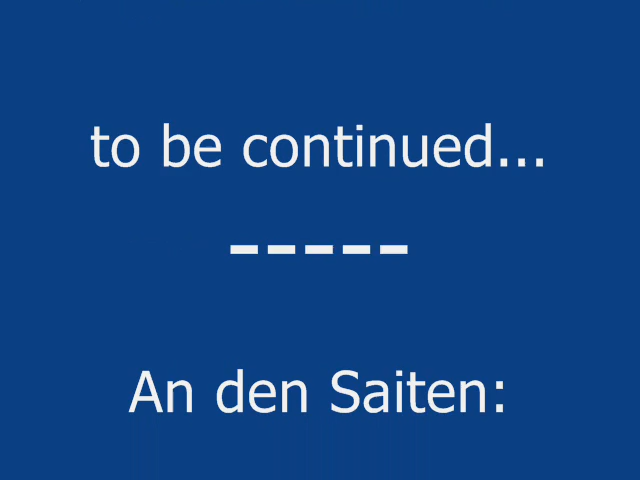 to be continued...
-----
An den Saiten: